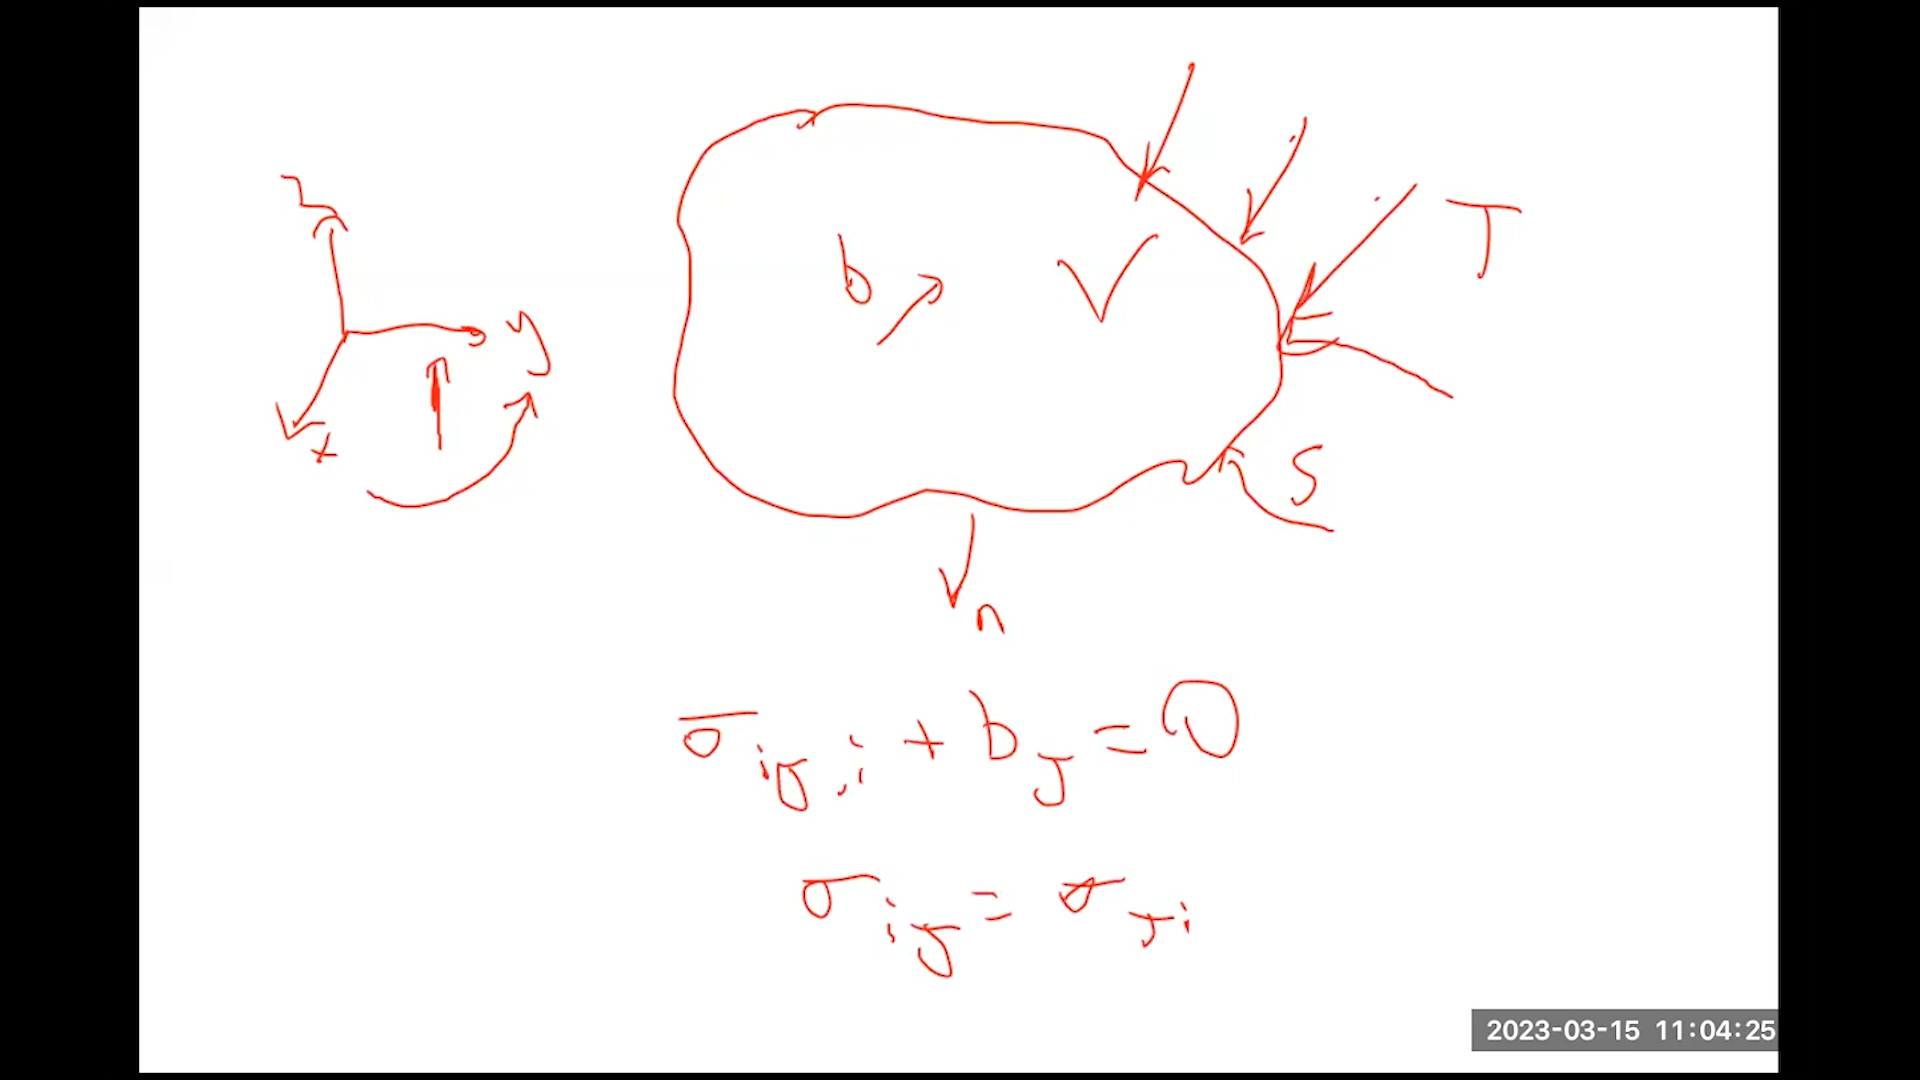 T
b
V
z
y
x
S
n
σij,i + bj = 0
σij = σji
2023-03-15 11:04:25